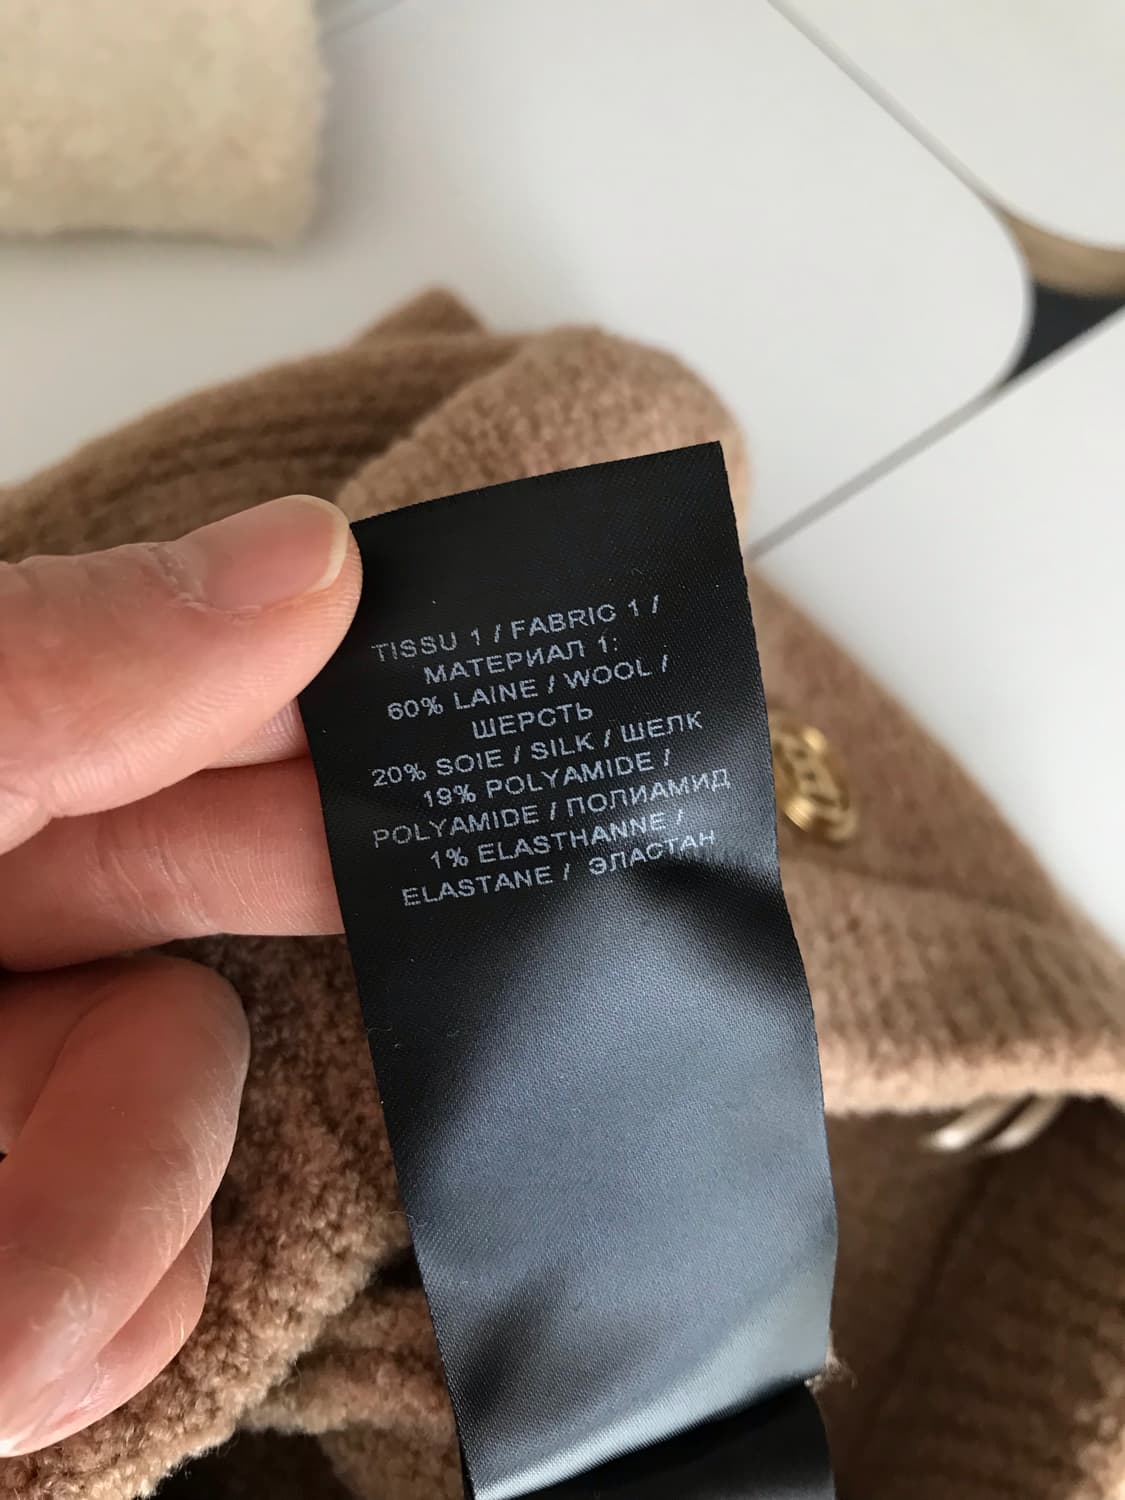 TISSU 1 / FABRIC 1 /
МАТЕРИАЛ 1:
60% LAINE / WOOL /
ШЕРСТЬ
20% SOIE / SILK / ШЕЛК
19% POLYAMIDE /
POLYAMIDE / ПОЛИАМИД
1% ELASTHANNE /
ELASTANE / ЭЛАСТАН